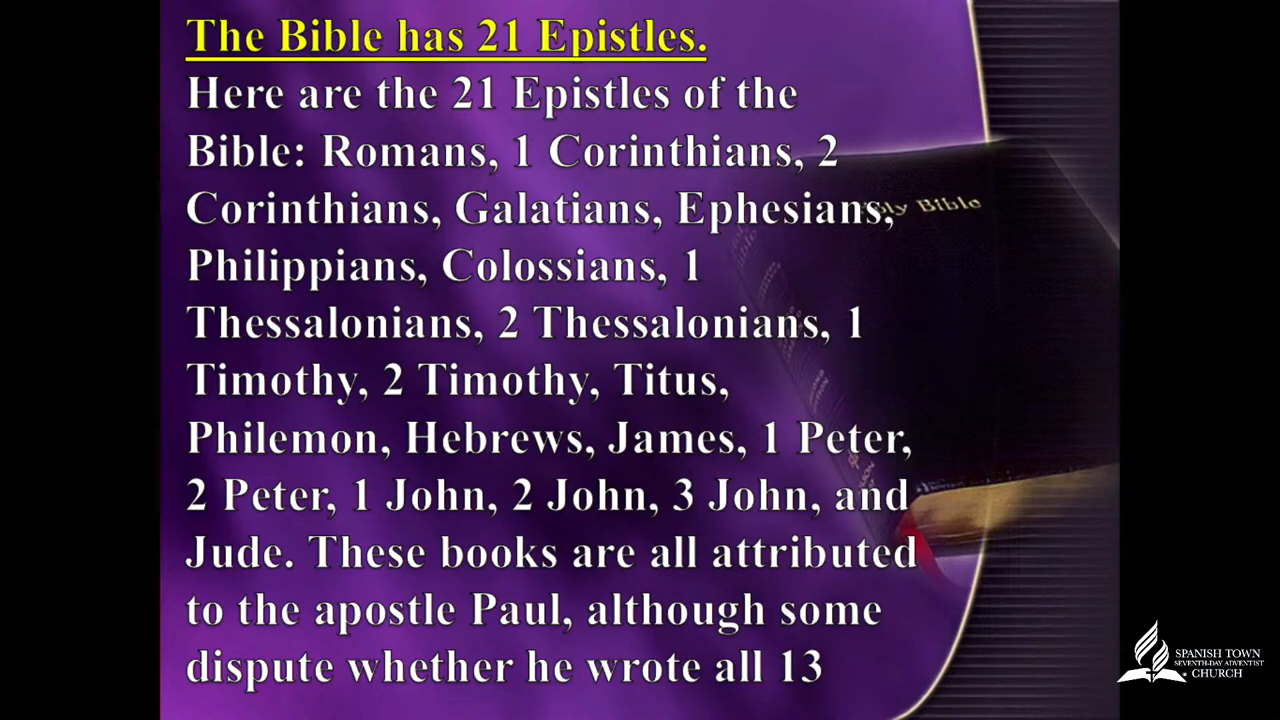 The Bible has 21 Epistles.
Here are the 21 Epistles of the
Bible: Romans, 1 Corinthians, 2
Corinthians, Galatians, Ephesians,
Holy Bible
Philippians, Colossians, 1
Thessalonians, 2 Thessalonians, 1
Timothy, 2 Timothy, Titus,
Philemon, Hebrews, James, 1 Peter,
2 Peter, 1 John, 2 John, 3 John, and
Jude. These books are all attributed
to the apostle Paul, although some
dispute whether he wrote all 13
SPANISH TOWN
SEVENTH-DAY ADVENTIST
CHURCH